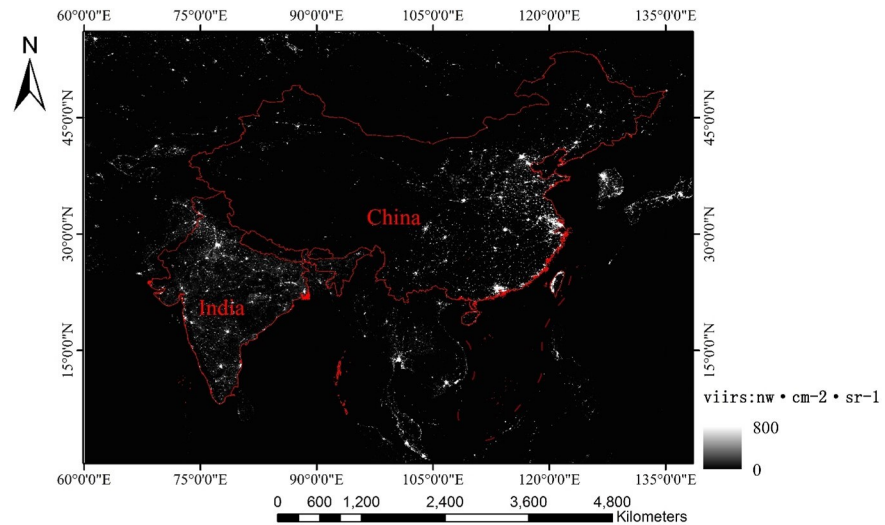 60°0'0"E 75°0'0"E 90°0'0"E 105°0'0"E 120°0'0"E 135°0'0"E
N
45°0'0"N 45°0'0"N
China
30°0'0"N 30°0'0"N
India
15°0'0"N 15°0'0"N
viirs:nw·cm-2·sr-1
800
0
60°0'0"E 75°0'0"E 90°0'0"E 105°0'0"E 120°0'0"E 135°0'0"E
0 600 1,200 2,400 3,600 4,800
Kilometers